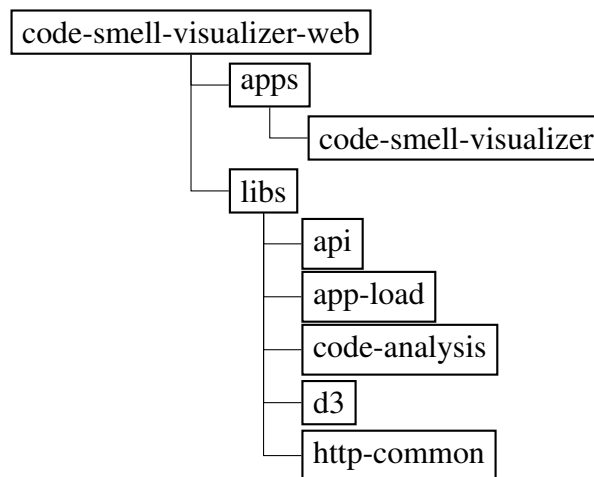 code-smell-visualizer-web
apps
code-smell-visualizer
libs
api
app-load
code-analysis
d3
http-common